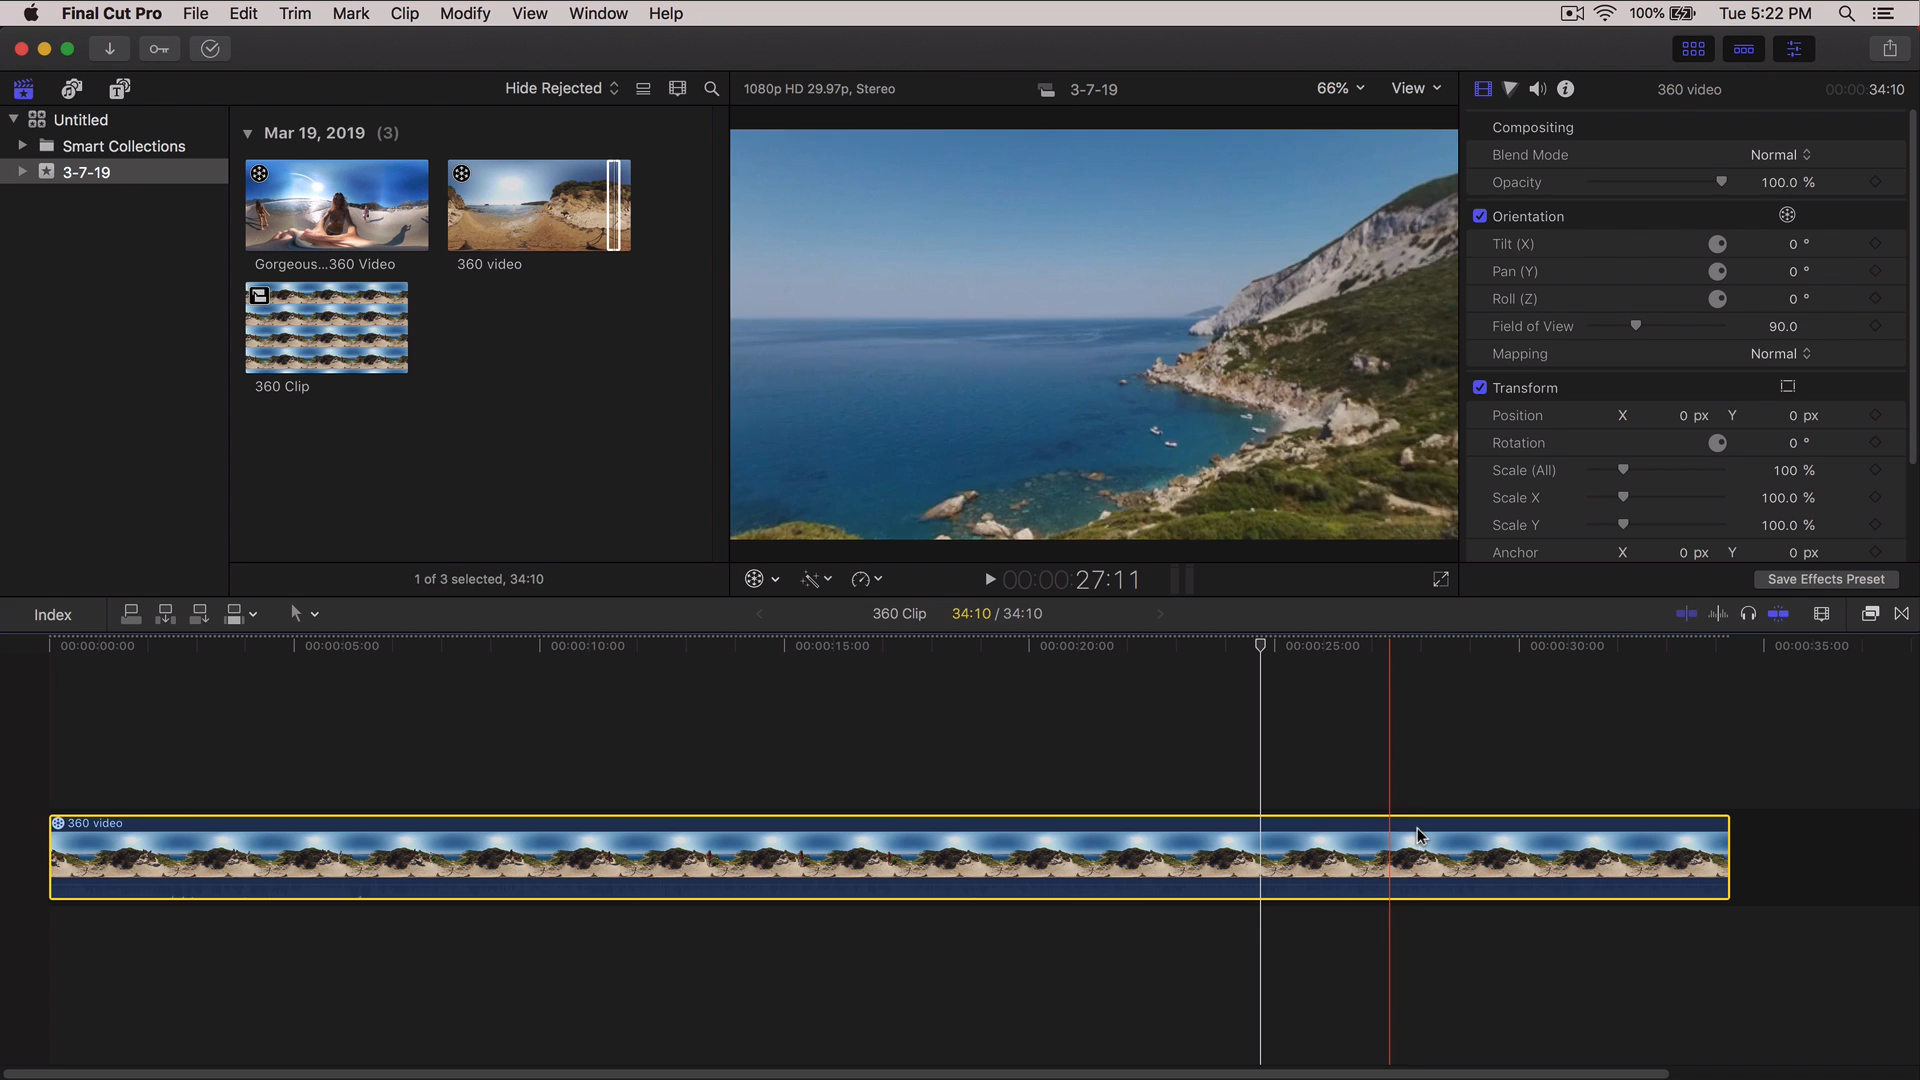 Final Cut Pro File Edit Trim Mark Clip Modify View Window Help 100% Tue 5:22 PM
Hide Rejected 1080p HD 29.97p, Stereo 3-7-19 66% View 360 video 00:00:34:10
Untitled
Smart Collections
3-7-19
Mar 19, 2019 (3)
Gorgeous...360 Video 360 video
360 Clip
1 of 3 selected, 34:10
00:00:27:11
Compositing
Blend Mode Normal
Opacity 100.0 %
Orientation
Tilt (X) 0 °
Pan (Y) 0 °
Roll (Z) 0 °
Field of View 90.0
Mapping Normal
Transform
Position X 0 px Y 0 px
Rotation 0 °
Scale (All) 100 %
Scale X 100.0 %
Scale Y 100.0 %
Anchor X 0 px Y 0 px
Save Effects Preset
Index 360 Clip 34:10 / 34:10
00:00:00:00 00:00:05:00 00:00:10:00 00:00:15:00 00:00:20:00 00:00:25:00 00:00:30:00 00:00:35:00
360 video